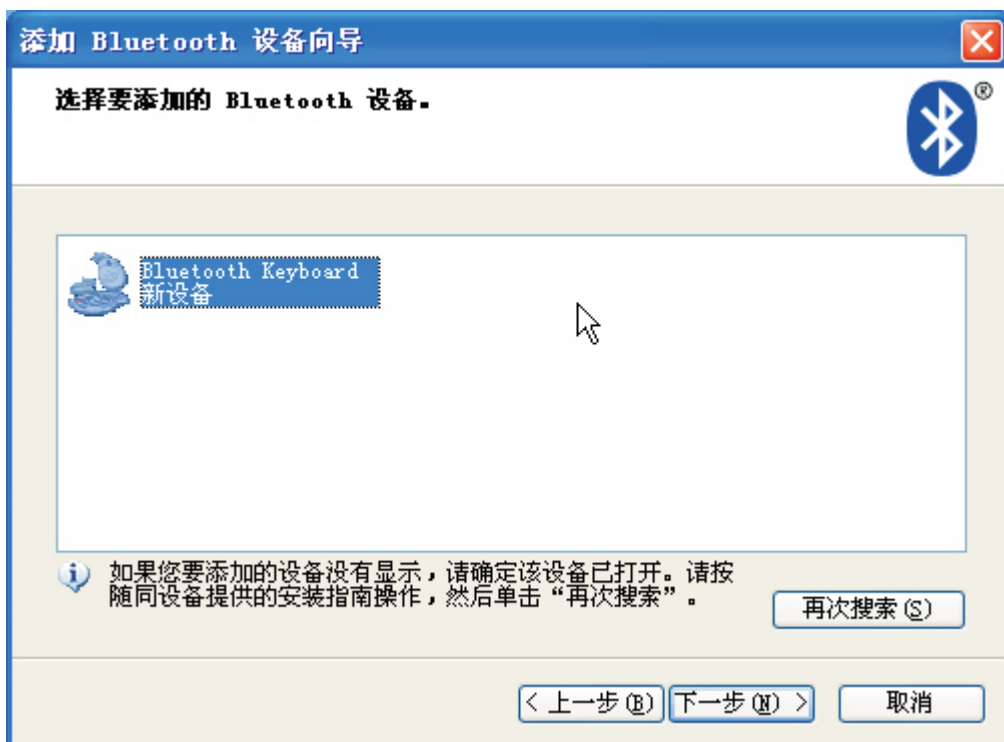 添加 Bluetooth 设备向导
选择要添加的 Bluetooth 设备。
®
Bluetooth Keyboard
新设备
如果您要添加的设备没有显示，请确定该设备已打开。请按
随同设备提供的安装指南操作，然后单击“再次搜索”。
再次搜索(S)
< 上一步(B)
下一步(N) >
取消